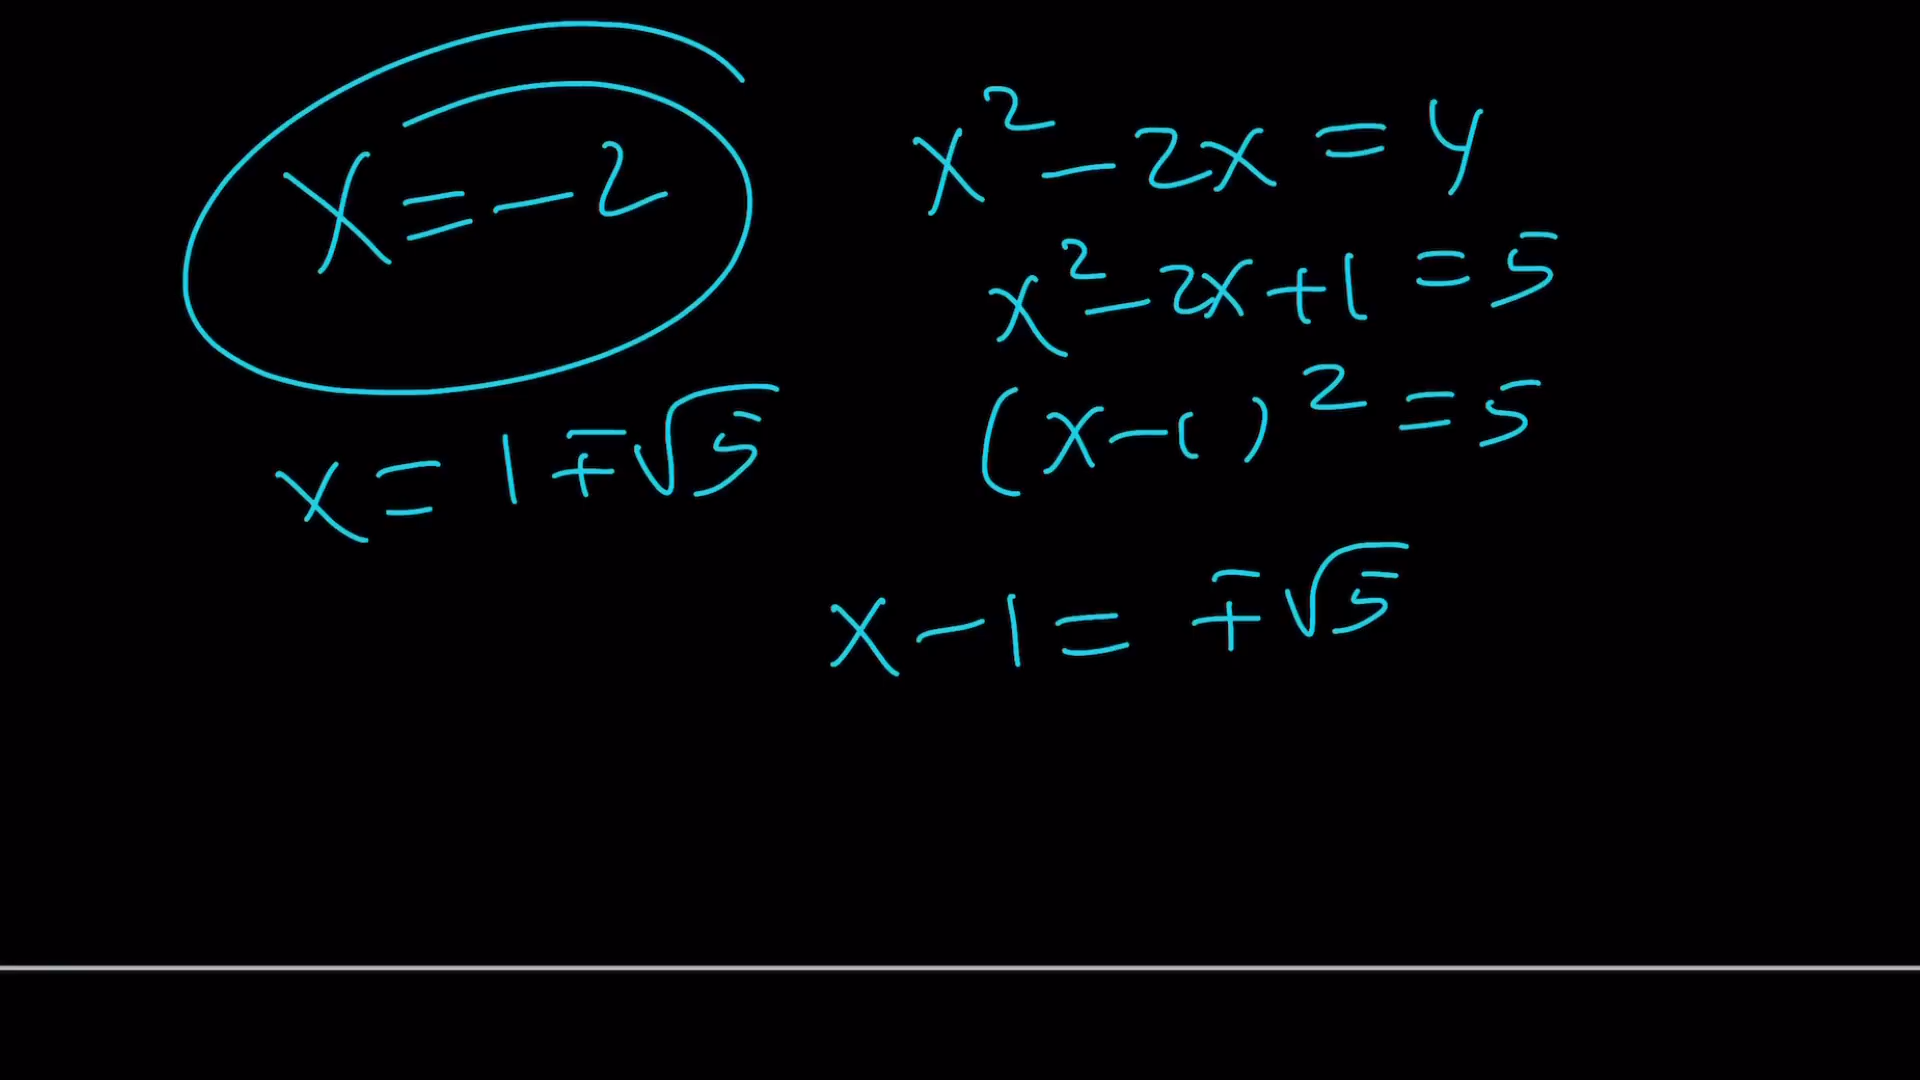 x = -2
x² - 2x = 4
x² - 2x + 1 = 5
(x - 1)² = 5
x = 1 ∓ √5
x - 1 = ∓ √5